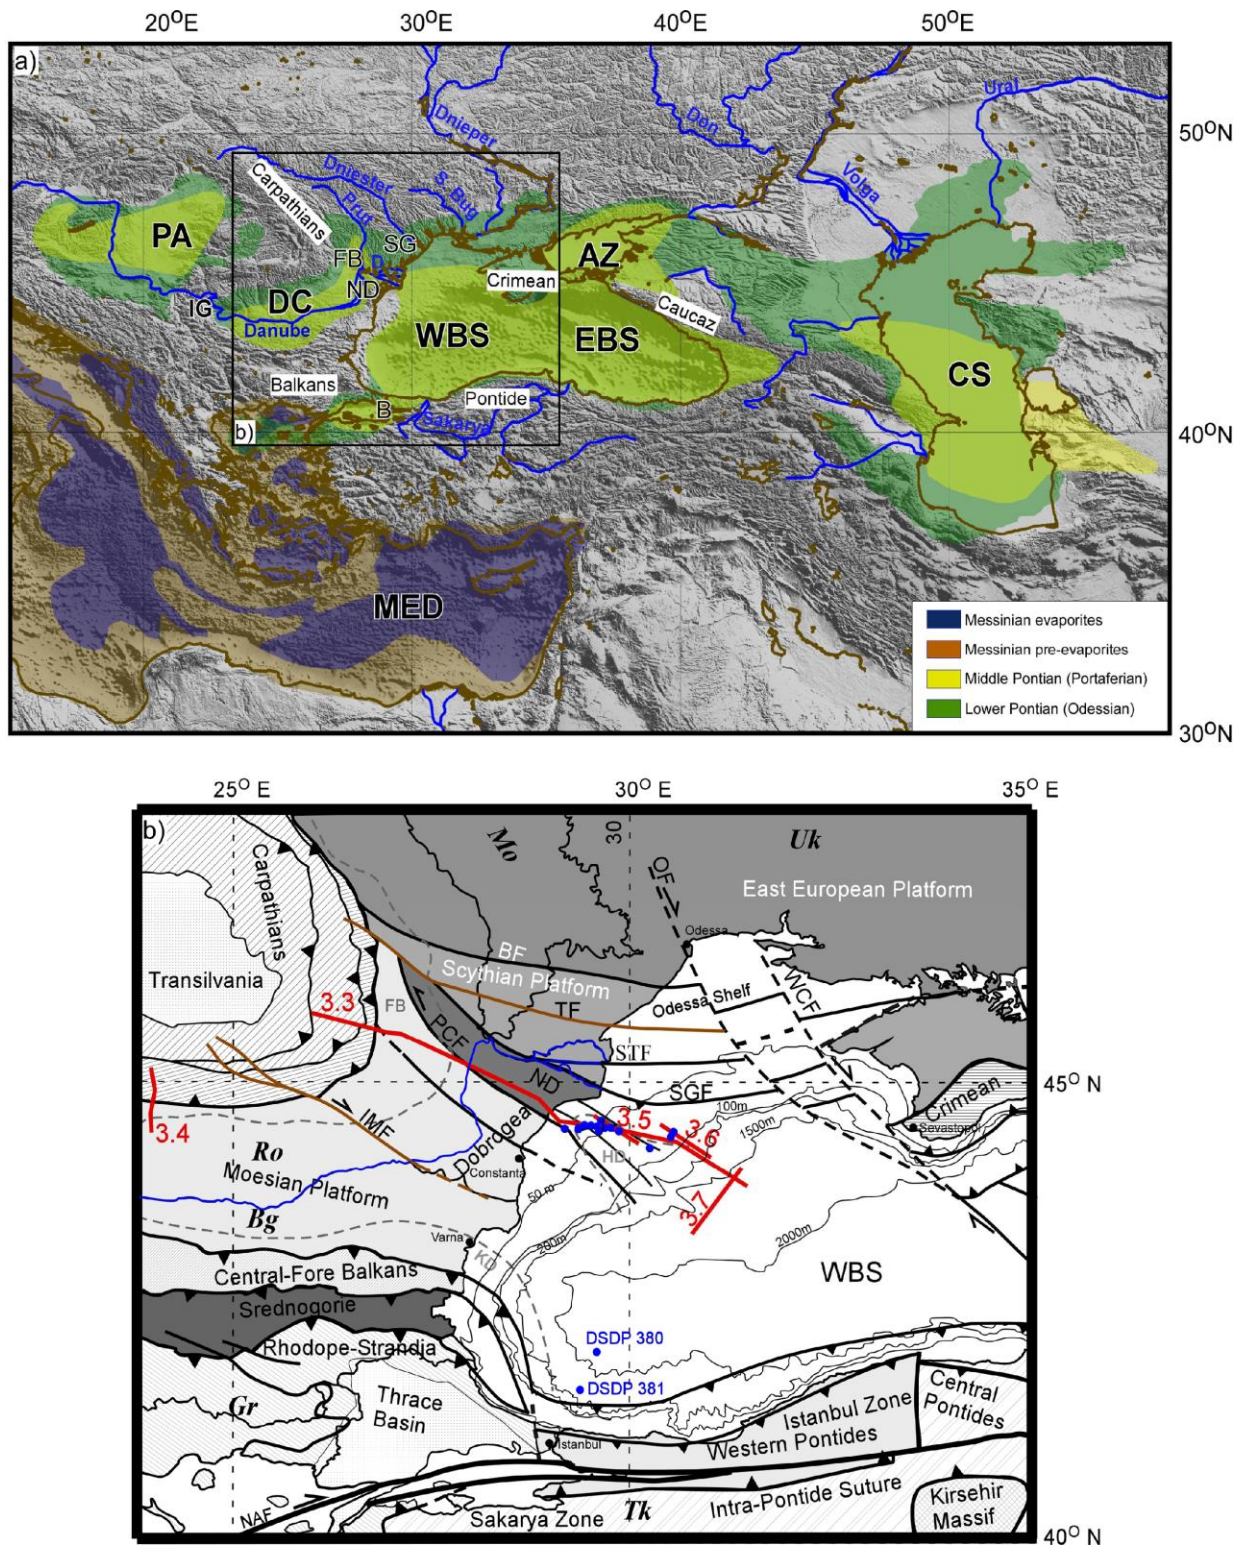 20°E
30°E
40°E
50°E
a)
Dnieper
Don
Ural
50°N
Carpathians
Dniester
Prut
S. Bug
Volga
PA
SG
FB
D
AZ
ND
Crimean
IG
DC
Danube
WBS
EBS
Caucaz
CS
Balkans
Pontide
B
Sakarya
b)
40°N
MED
Messinian evaporites
Messinian pre-evaporites
Middle Pontian (Portaferian)
Lower Pontian (Odessian)
30°N
25° E
30° E
35° E
b)
Mo
30
Uk
OF
East European Platform
Carpathians
Odessa
BF
Scythian Platform
WCF
Transilvania
FB
3.3
TF
Odessa Shelf
PCF
STF
ND
SGF
45° N
Crimean
100m
3.5
3.6
1500m
Sevastopol
3.4
IMF
HD
Dobrogea
Ro
Constanta
Moesian Platform
50 m
3.7
Bg
Varna
200m
2000m
KD
Central-Fore Balkans
WBS
Srednogorie
DSDP 380
Rhodope-Strandja
DSDP 381
Gr
Thrace
Basin
Istanbul Zone
Central
Pontides
Istanbul
Western Pontides
NAF
Sakarya Zone
Tk
Intra-Pontide Suture
Kirsehir
Massif
40° N